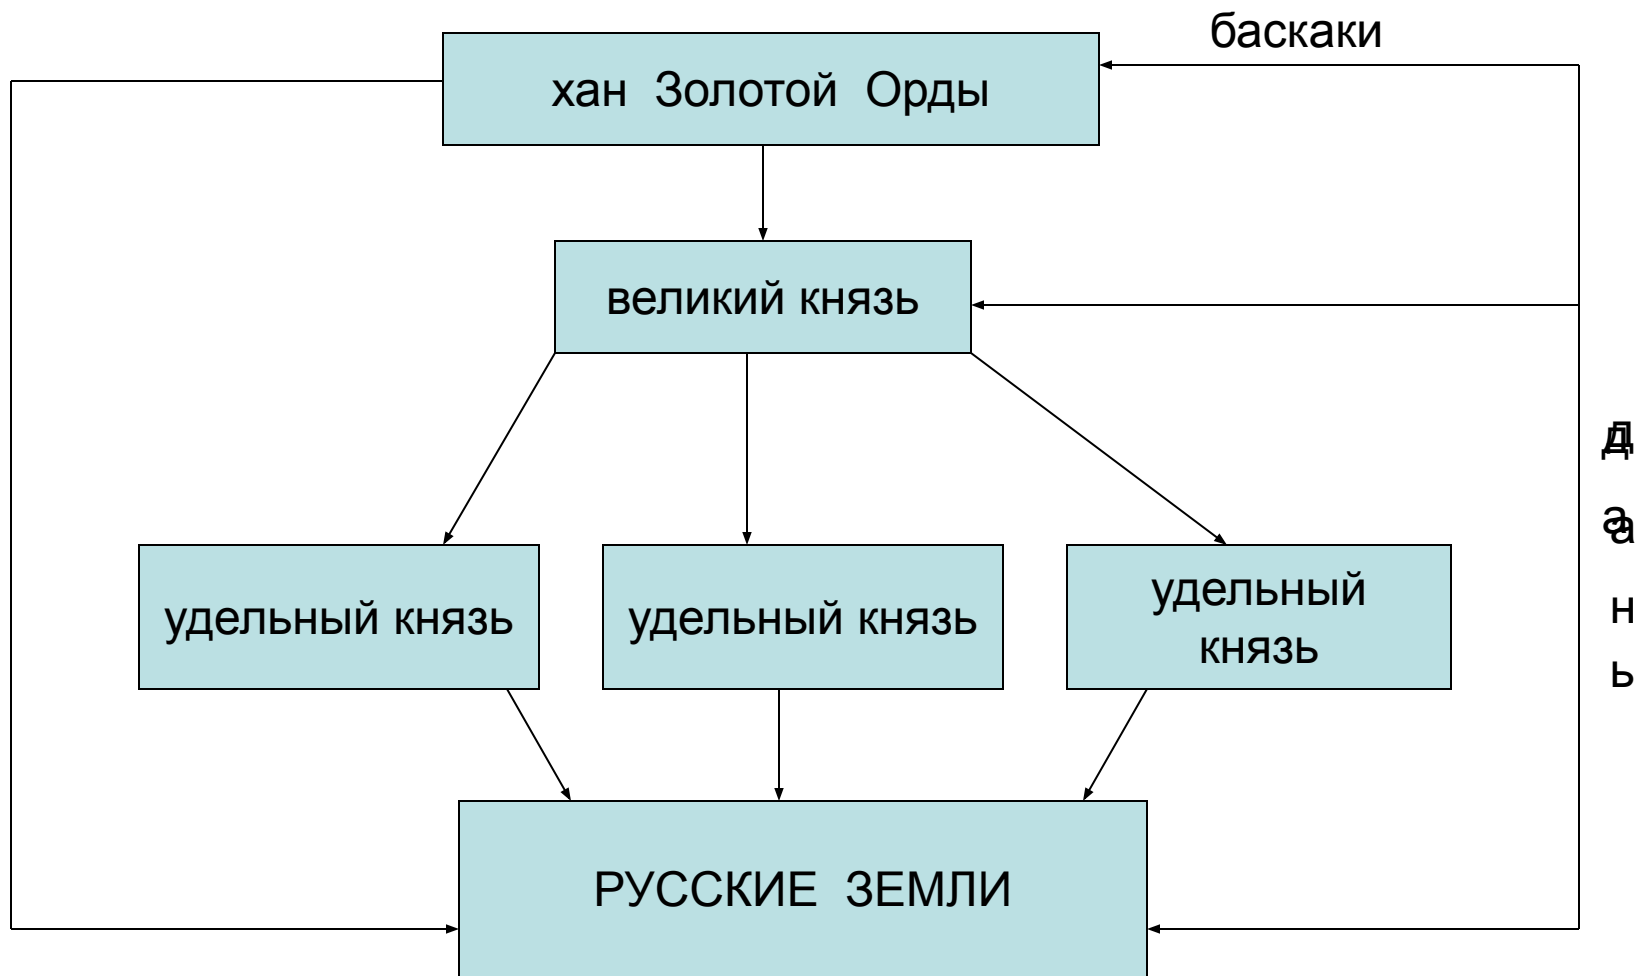 баскаки
хан Золотой Орды
великий князь
удельный князь
удельный князь
удельный
князь
д
а
н
ь
РУССКИЕ ЗЕМЛИ